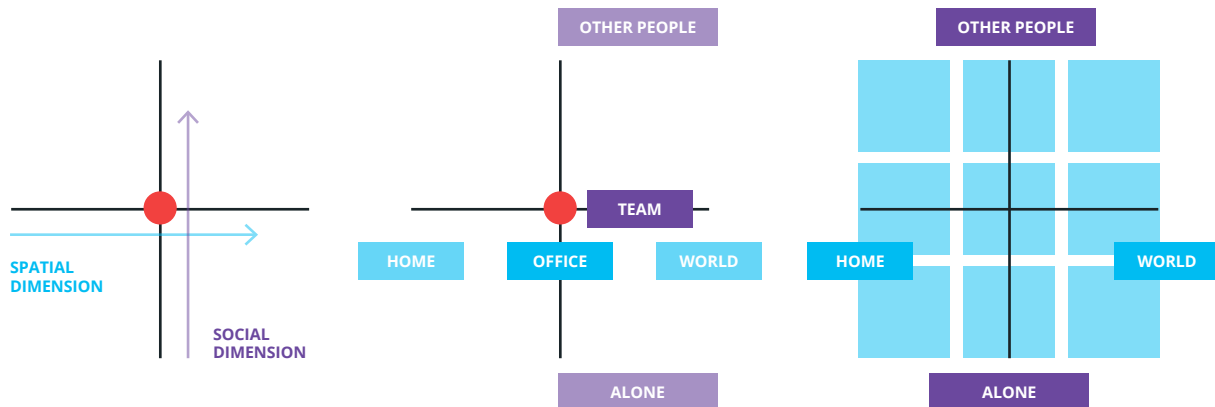 SPATIAL
DIMENSION
SOCIAL
DIMENSION
OTHER PEOPLE
TEAM
HOME
OFFICE
WORLD
ALONE
OTHER PEOPLE
HOME
WORLD
ALONE